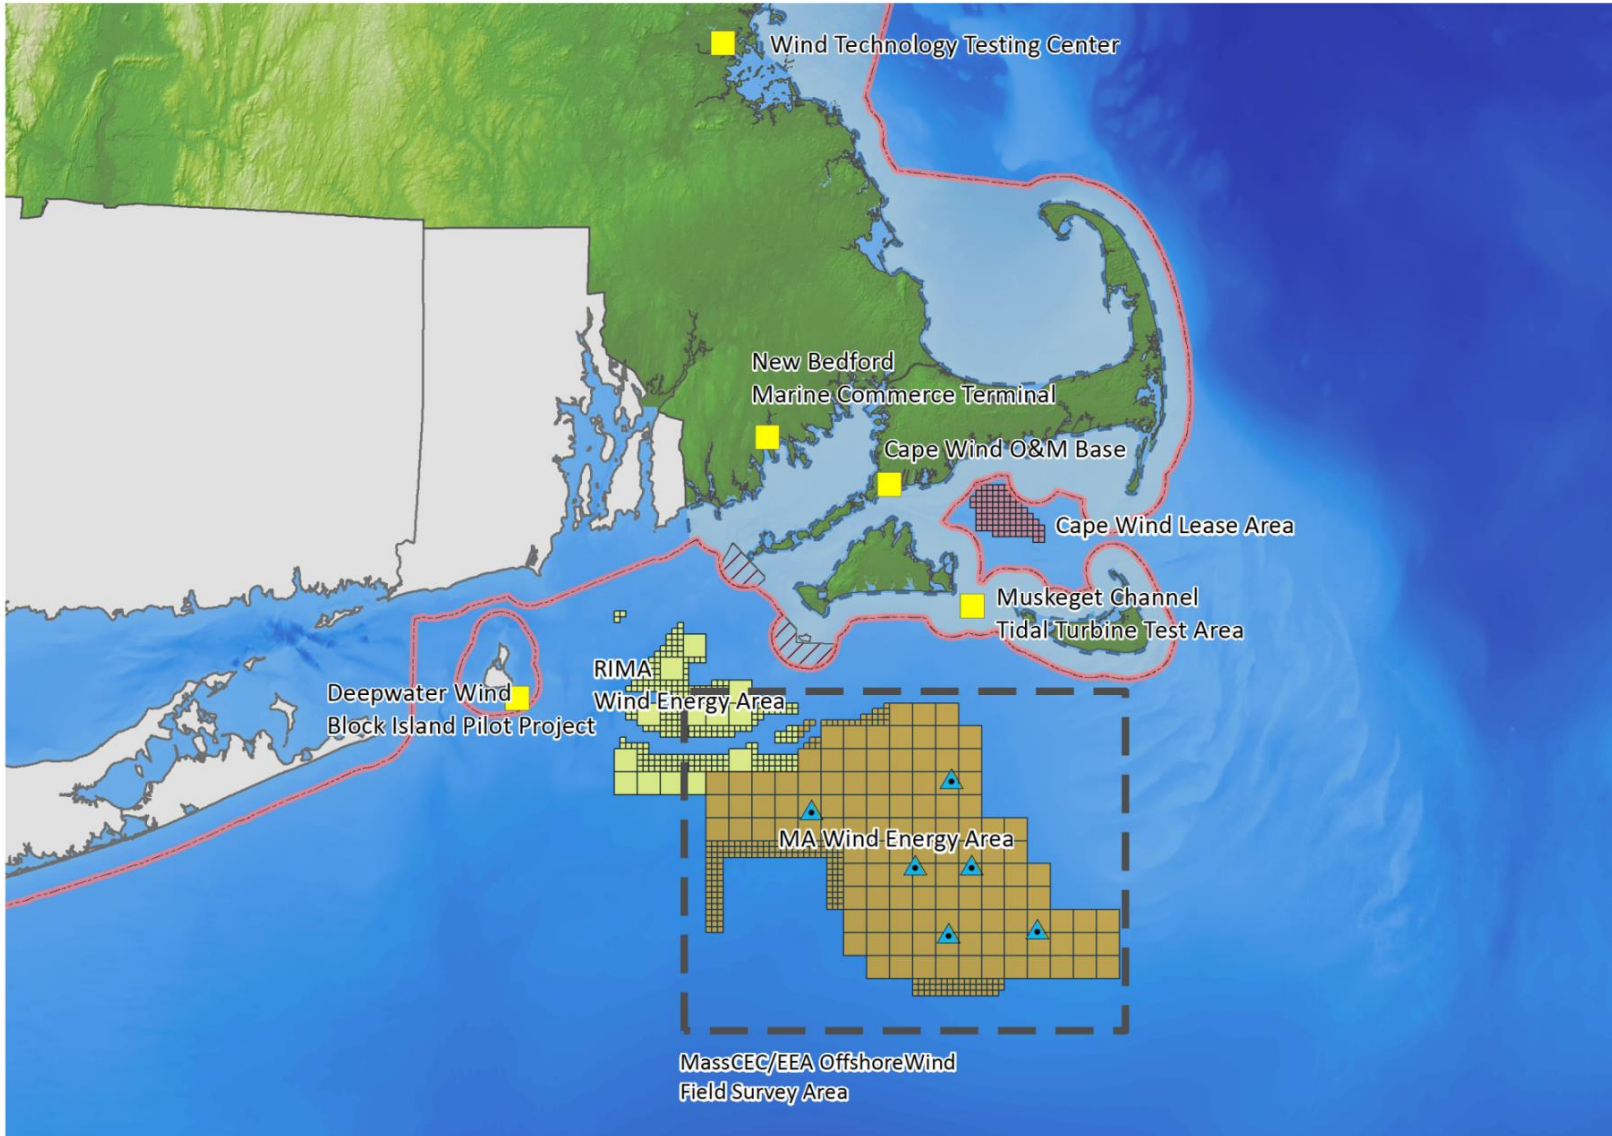 Wind Technology Testing Center
New Bedford
Marine Commerce Terminal
Cape Wind O&M Base
Cape Wind Lease Area
Muskeget Channel
Tidal Turbine Test Area
RIMA
Wind Energy Area
Deepwater Wind
Block Island Pilot Project
MA Wind Energy Area
MassCEC/EEA OffshoreWind
Field Survey Area